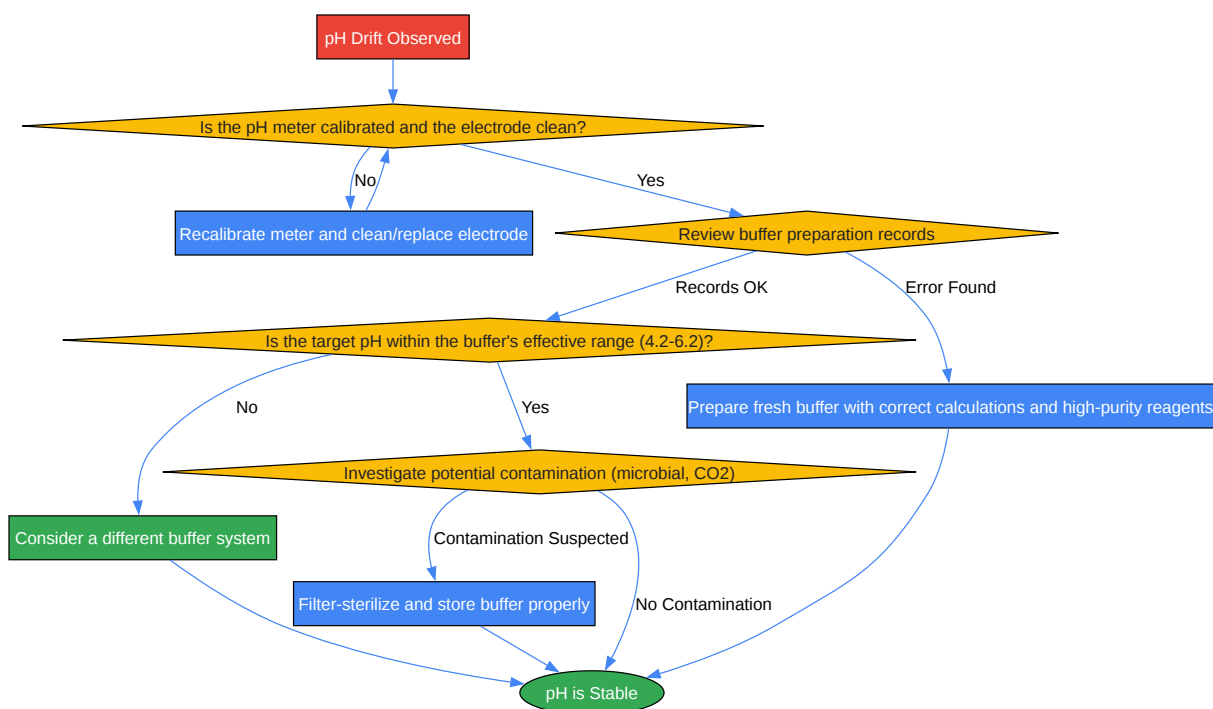 pH Drift Observed
Is the pH meter calibrated and the electrode clean?
No
Yes
Recalibrate meter and clean/replace electrode
Review buffer preparation records
Records OK
Error Found
Is the target pH within the buffer's effective range (4.2-6.2)?
No
Yes
Prepare fresh buffer with correct calculations and high-purity reagents
Investigate potential contamination (microbial, CO2)
Consider a different buffer system
Contamination Suspected
Filter-sterilize and store buffer properly
No Contamination
pH is Stable